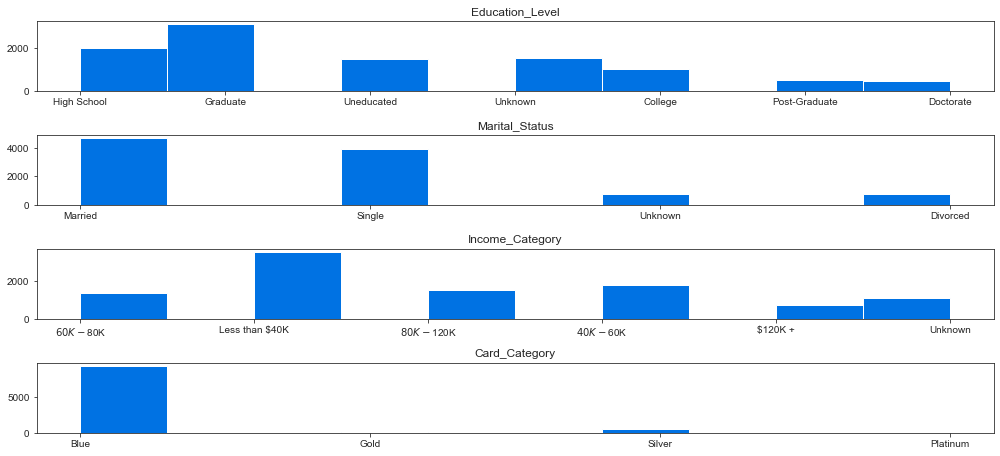 Education_Level
2000
0
High School Graduate Uneducated Unknown College Post-Graduate Doctorate
Marital_Status
4000
2000
0
Married Single Unknown Divorced
Income_Category
2000
0
60K−80K Less than $40K 80K−120K 40K−60K $120K + Unknown
Card_Category
5000
0
Blue Gold Silver Platinum